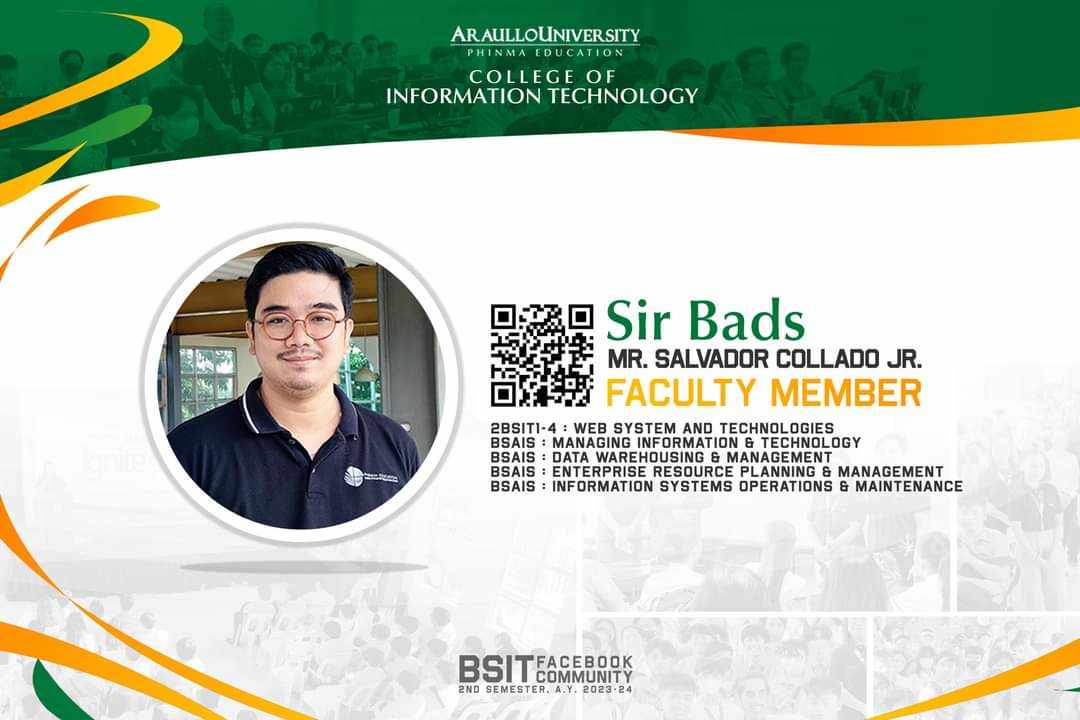 ARAULLOUNIVERSITY
PHINMA EDUCATION
COLLEGE OF
INFORMATION TECHNOLOGY
Sir Bads
MR. SALVADOR COLLADO JR.
FACULTY MEMBER
2BSIT1-4 : WEB SYSTEM AND TECHNOLOGIES
BSAIS : MANAGING INFORMATION & TECHNOLOGY
BSAIS : DATA WAREHOUSING & MANAGEMENT
BSAIS : ENTERPRISE RESOURCE PLANNING & MANAGEMENT
BSAIS : INFORMATION SYSTEMS OPERATIONS & MAINTENANCE
Ignite
BSIT FACEBOOK
COMMUNITY
2ND SEMESTER, A.Y. 2023-24